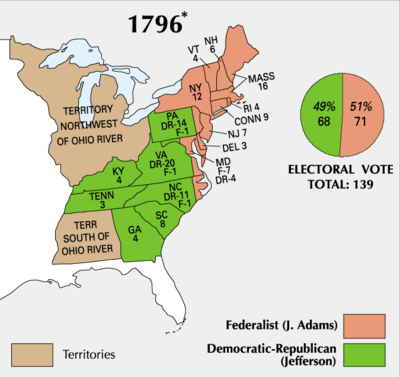 1796*
NH
6
VT
4
MASS
16
NY
12
RI 4
CONN 9
NJ 7
DEL 3
MD
F-7
DR-4
PA
DR-14
F-1
TERRITORY
NORTHWEST
OF OHIO RIVER
VA
DR-20
F-1
KY
4
NC
DR-11
F-1
TENN
3
SC
8
GA
4
TERR
SOUTH OF
OHIO RIVER
49%
68
51%
71
ELECTORAL VOTE
TOTAL: 139
Federalist (J. Adams)
Democratic-Republican
(Jefferson)
Territories